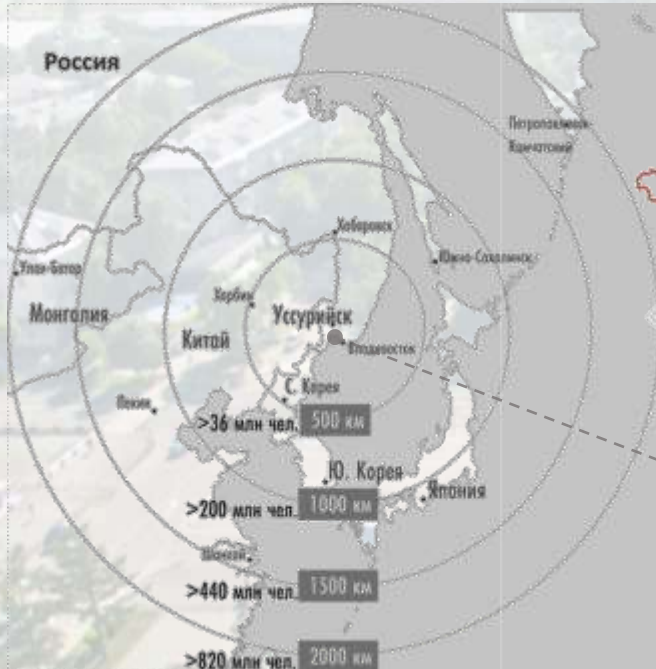 Россия
Петропавловск-
Камчатский
Хабаровск
Южно-Сахалинск
Улан-Батор
Харбин
Монголия
Уссурийск
Китай
Владивосток
С. Корея
Пекин
>36 млн чел. 500 км
Ю. Корея
Япония
>200 млн чел. 1000 км
Шанхай
>440 млн чел. 1500 км
>820 млн чел. 2000 км